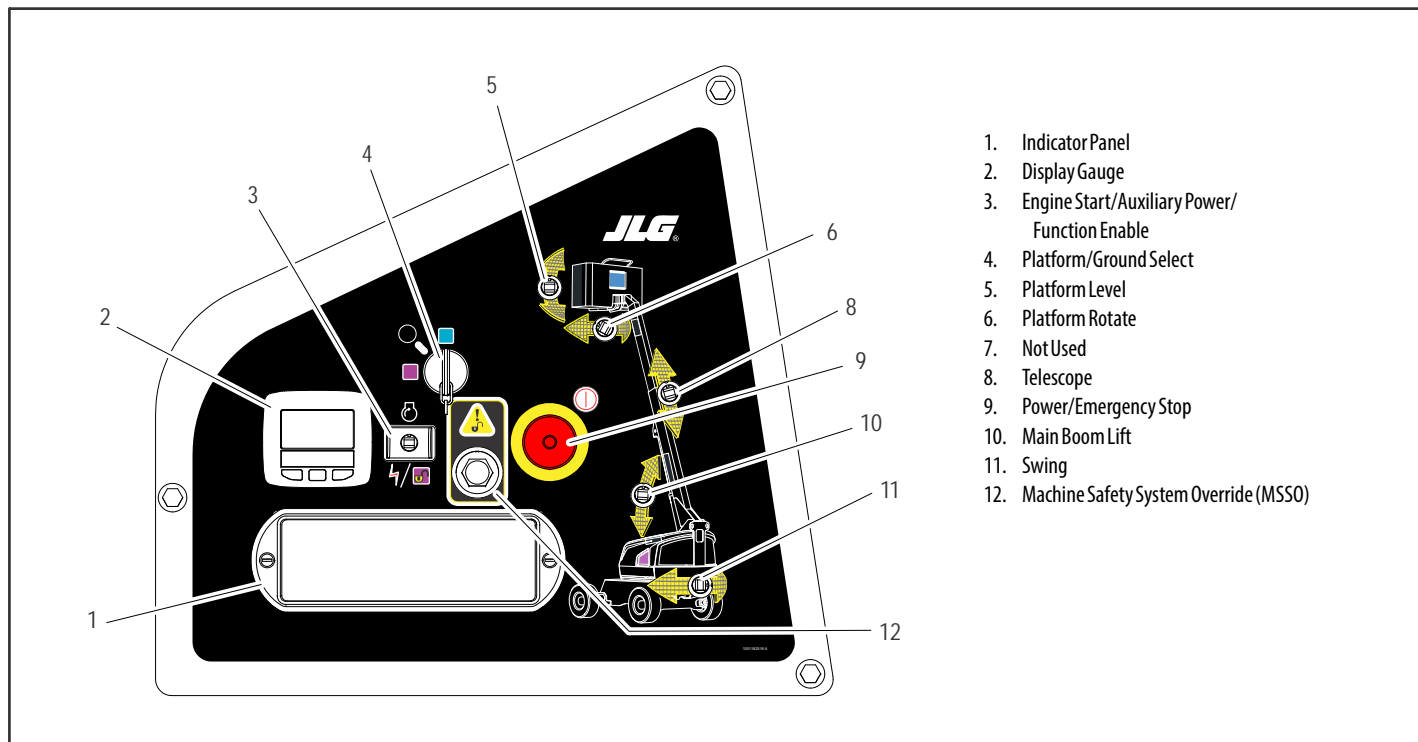 5
4
3
6
2
8
9
10
11
1
12
JLG®
1. Indicator Panel
2. Display Gauge
3. Engine Start/Auxiliary Power/
Function Enable
4. Platform/Ground Select
5. Platform Level
6. Platform Rotate
7. Not Used
8. Telescope
9. Power/Emergency Stop
10. Main Boom Lift
11. Swing
12. Machine Safety System Override (MSSO)